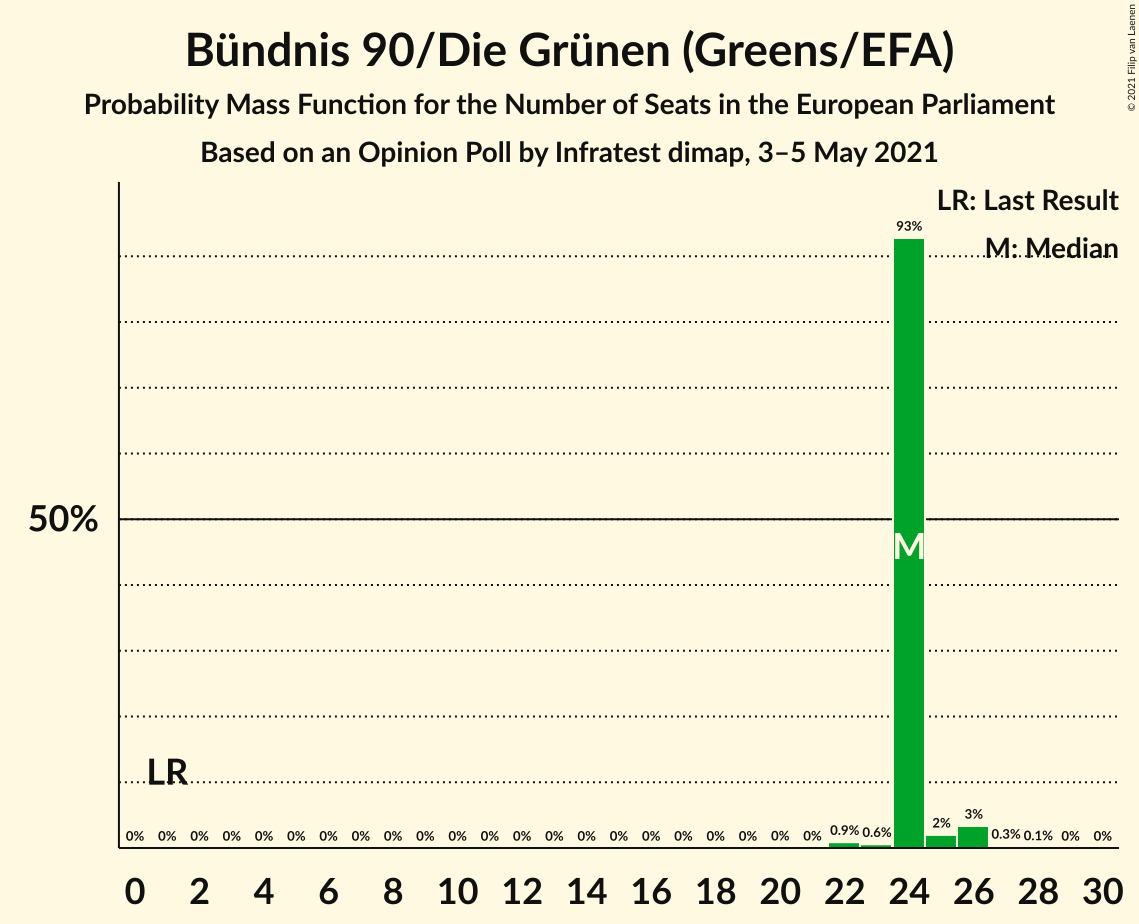 Bündnis 90/Die Grünen (Greens/EFA)
Probability Mass Function for the Number of Seats in the European Parliament
Based on an Opinion Poll by Infratest dimap, 3–5 May 2021
© 2021 Filip van Laenen
LR: Last Result
M: Median
93%
50%
M
LR
0% 0% 0% 0% 0% 0% 0% 0% 0% 0% 0% 0% 0% 0% 0% 0% 0% 0% 0% 0% 0% 0% 0.9% 0.6% 2% 3% 0.3% 0.1% 0% 0%
0 2 4 6 8 10 12 14 16 18 20 22 24 26 28 30